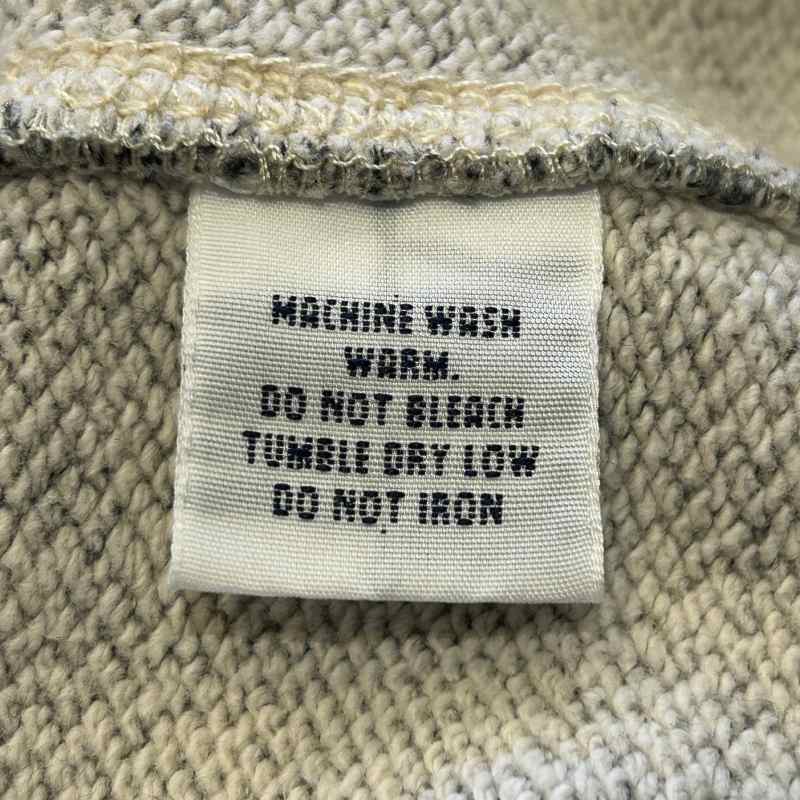 MACHINE WASH
WARM.
DO NOT BLEACH
TUMBLE DRY LOW
DO NOT IRON